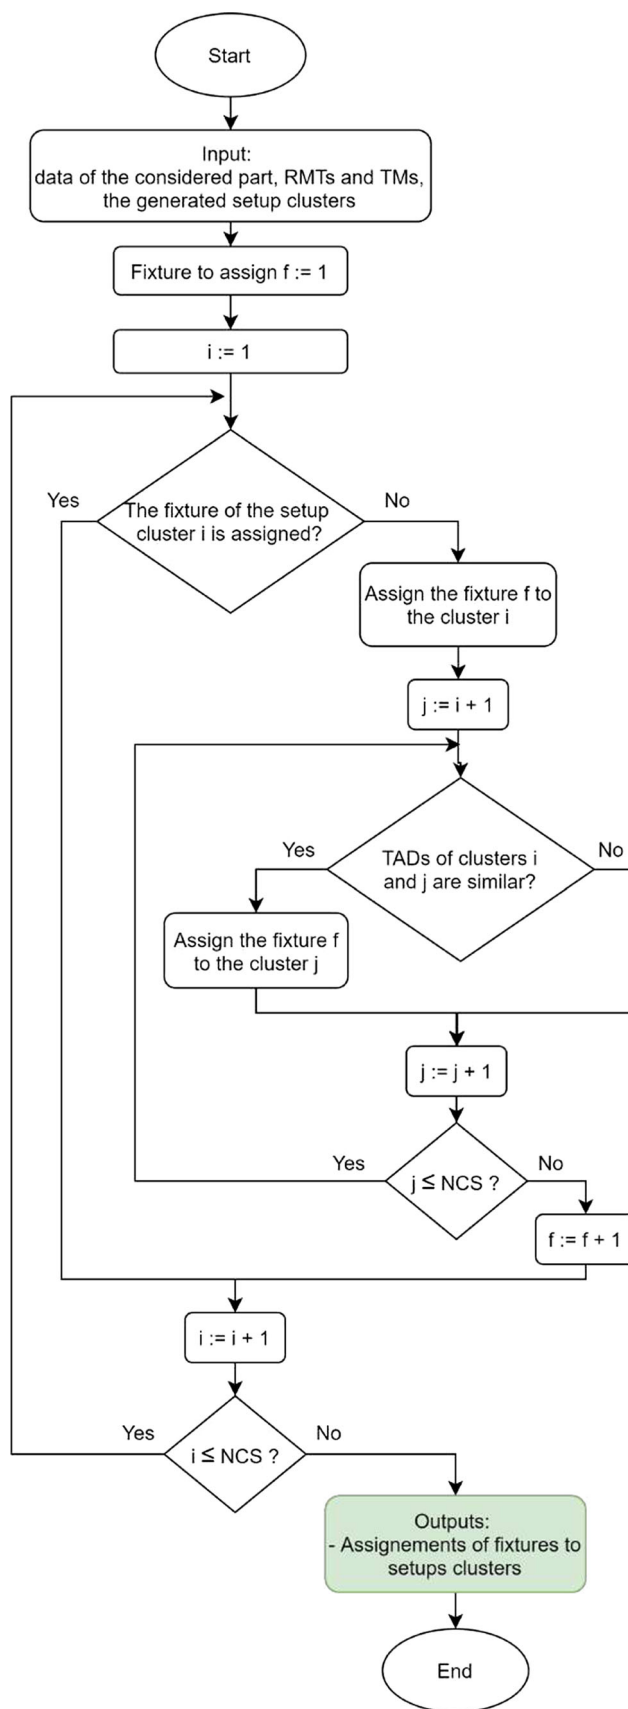 Start
Input:
data of the considered part, RMTs and TMs,
the generated setup clusters
Fixture to assign f := 1
i := 1
Yes
The fixture of the setup
cluster i is assigned?
No
Assign the fixture f to
the cluster i
j := i + 1
Yes
TADs of clusters i
and j are similar?
No
Assign the fixture f
to the cluster j
j := j + 1
Yes
j ≤ NCS ?
No
f := f + 1
i := i + 1
Yes
i ≤ NCS ?
No
Outputs:
- Assignements of fixtures to
setups clusters
End